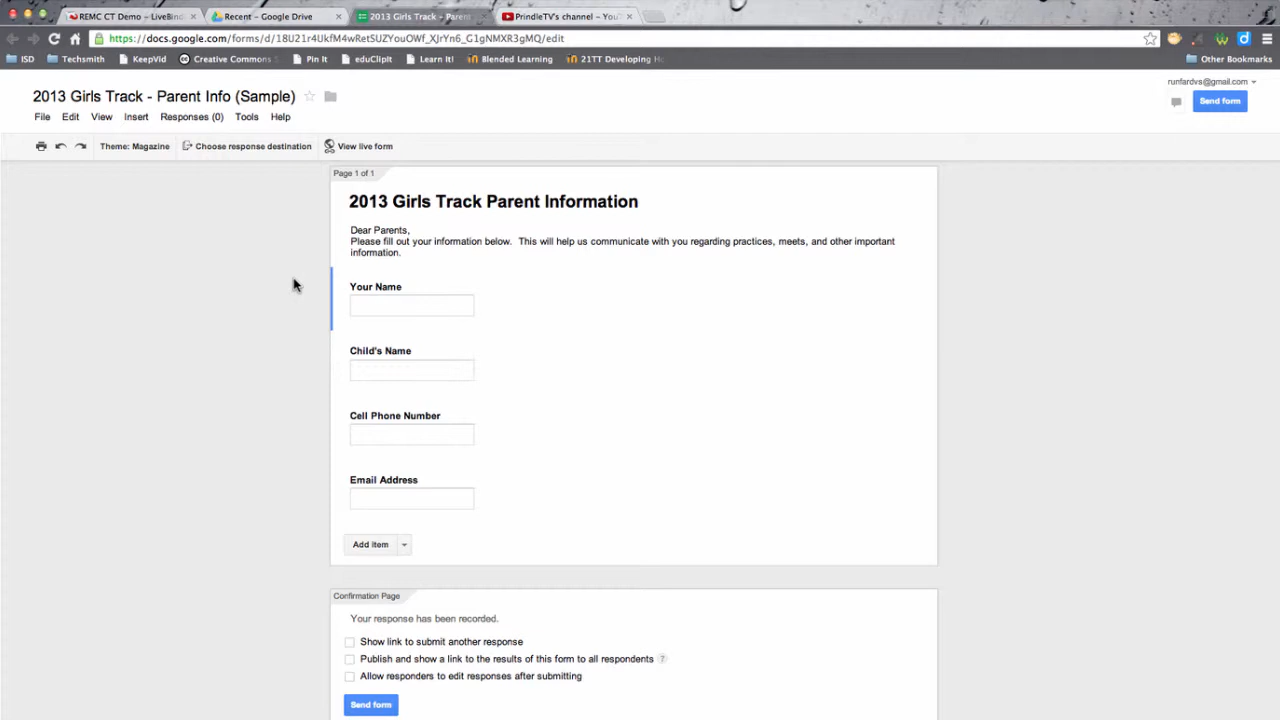 REMC CT Demo – LiveBind
Recent – Google Drive
2013 Girls Track - Parent
PrindleTV's channel – YouT
https://docs.google.com/forms/d/18U21r4UkfM4wRetSUZYouOWf_XJrYn6_G1gNMXR3gMQ/edit
ISD
Techsmith
KeepVid
Creative Commons
Pin It
eduClipIt
Learn It!
Blended Learning
21TT Developing H
Other Bookmarks
runfardvs@gmail.com
2013 Girls Track - Parent Info (Sample)
Send form
File Edit View Insert Responses (0) Tools Help
Theme: Magazine
Choose response destination
View live form
Page 1 of 1
2013 Girls Track Parent Information
Dear Parents,
Please fill out your information below. This will help us communicate with you regarding practices, meets, and other important
information.
Your Name
Child's Name
Cell Phone Number
Email Address
Add item
Confirmation Page
Your response has been recorded.
Show link to submit another response
Publish and show a link to the results of this form to all respondents ?
Allow responders to edit responses after submitting
Send form